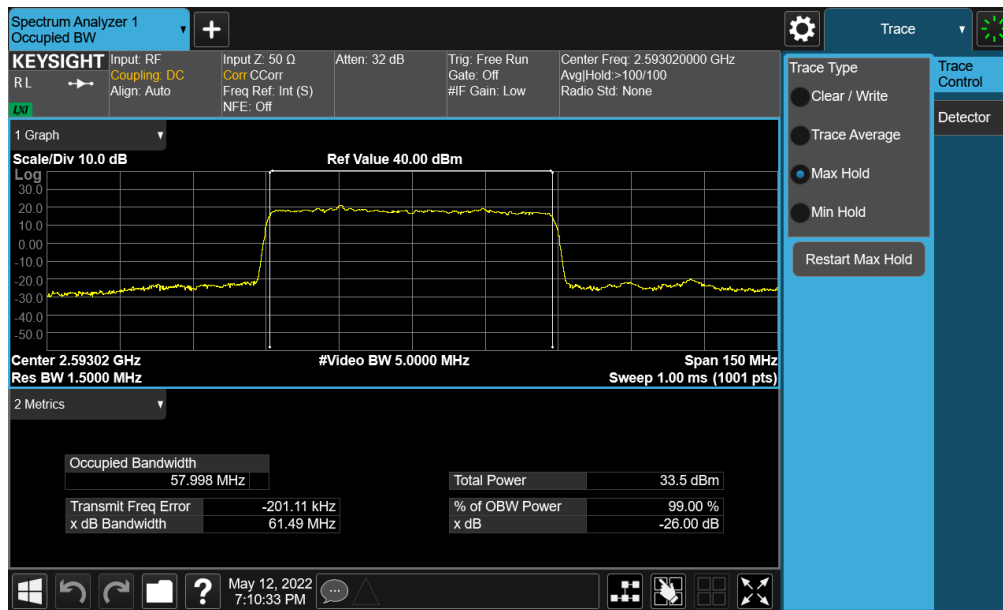 Spectrum Analyzer 1
Occupied BW
+
Trace
KEYSIGHT
R L
LXI
Input: RF
Coupling: DC
Align: Auto
Input Z: 50 Ω
Corr CCorr
Freq Ref: Int (S)
NFE: Off
Atten: 32 dB
Trig: Free Run
Gate: Off
#IF Gain: Low
Center Freq: 2.593020000 GHz
Avg|Hold:>100/100
Radio Std: None
Trace Type
Clear / Write
Trace Average
Max Hold
Min Hold
Restart Max Hold
Trace
Control
Detector
1 Graph
Scale/Div 10.0 dB
Ref Value 40.00 dBm
Log
30.0
20.0
10.0
0.00
-10.0
-20.0
-30.0
-40.0
-50.0
Center 2.59302 GHz
#Video BW 5.0000 MHz
Span 150 MHz
Res BW 1.5000 MHz
Sweep 1.00 ms (1001 pts)
2 Metrics
Occupied Bandwidth
57.998 MHz
Total Power 33.5 dBm
Transmit Freq Error -201.11 kHz
% of OBW Power 99.00 %
x dB Bandwidth 61.49 MHz
x dB -26.00 dB
?
May 12, 2022
7:10:33 PM